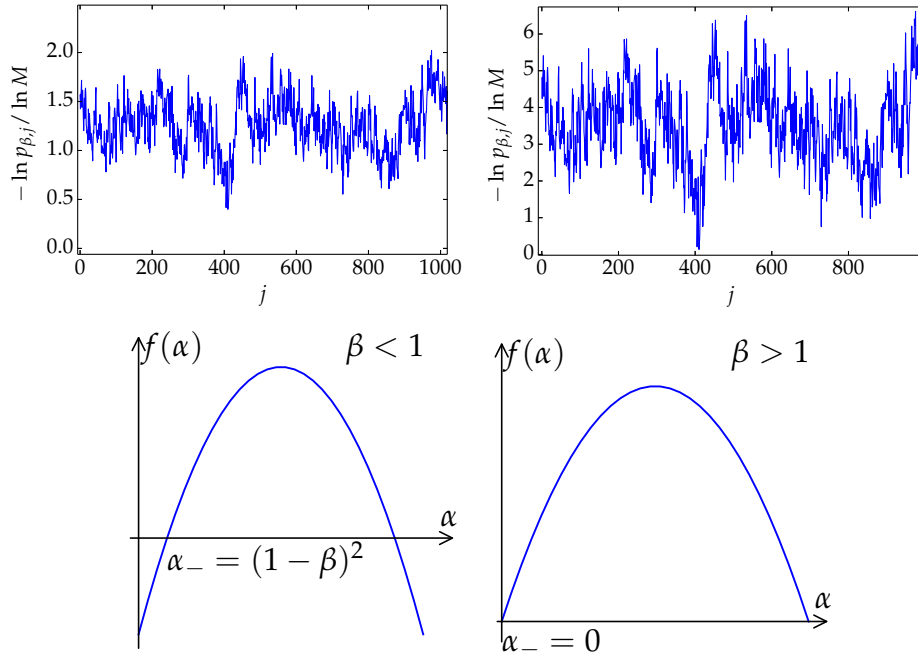 − ln p_{β,j} / ln M
2.0
1.5
1.0
0.5
0.0
0 200 400 600 800 1000
j
− ln p_{β,j} / ln M
6
5
4
3
2
1
0
0 200 400 600 800
j
f(α) β < 1
α
α₋ = (1 − β)²
f(α) β > 1
α
α₋ = 0